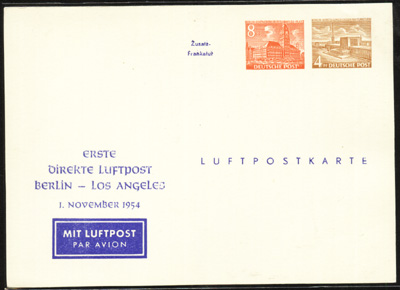 Zusatz-
Frankatur
8
DEUTSCHE POST
4
DEUTSCHE POST
ERSTE
DIREKTE LUFTPOST
BERLIN – LOS ANGELES
1. NOVEMBER 1954
LUFTPOSTKARTE
MIT LUFTPOST
PAR AVION